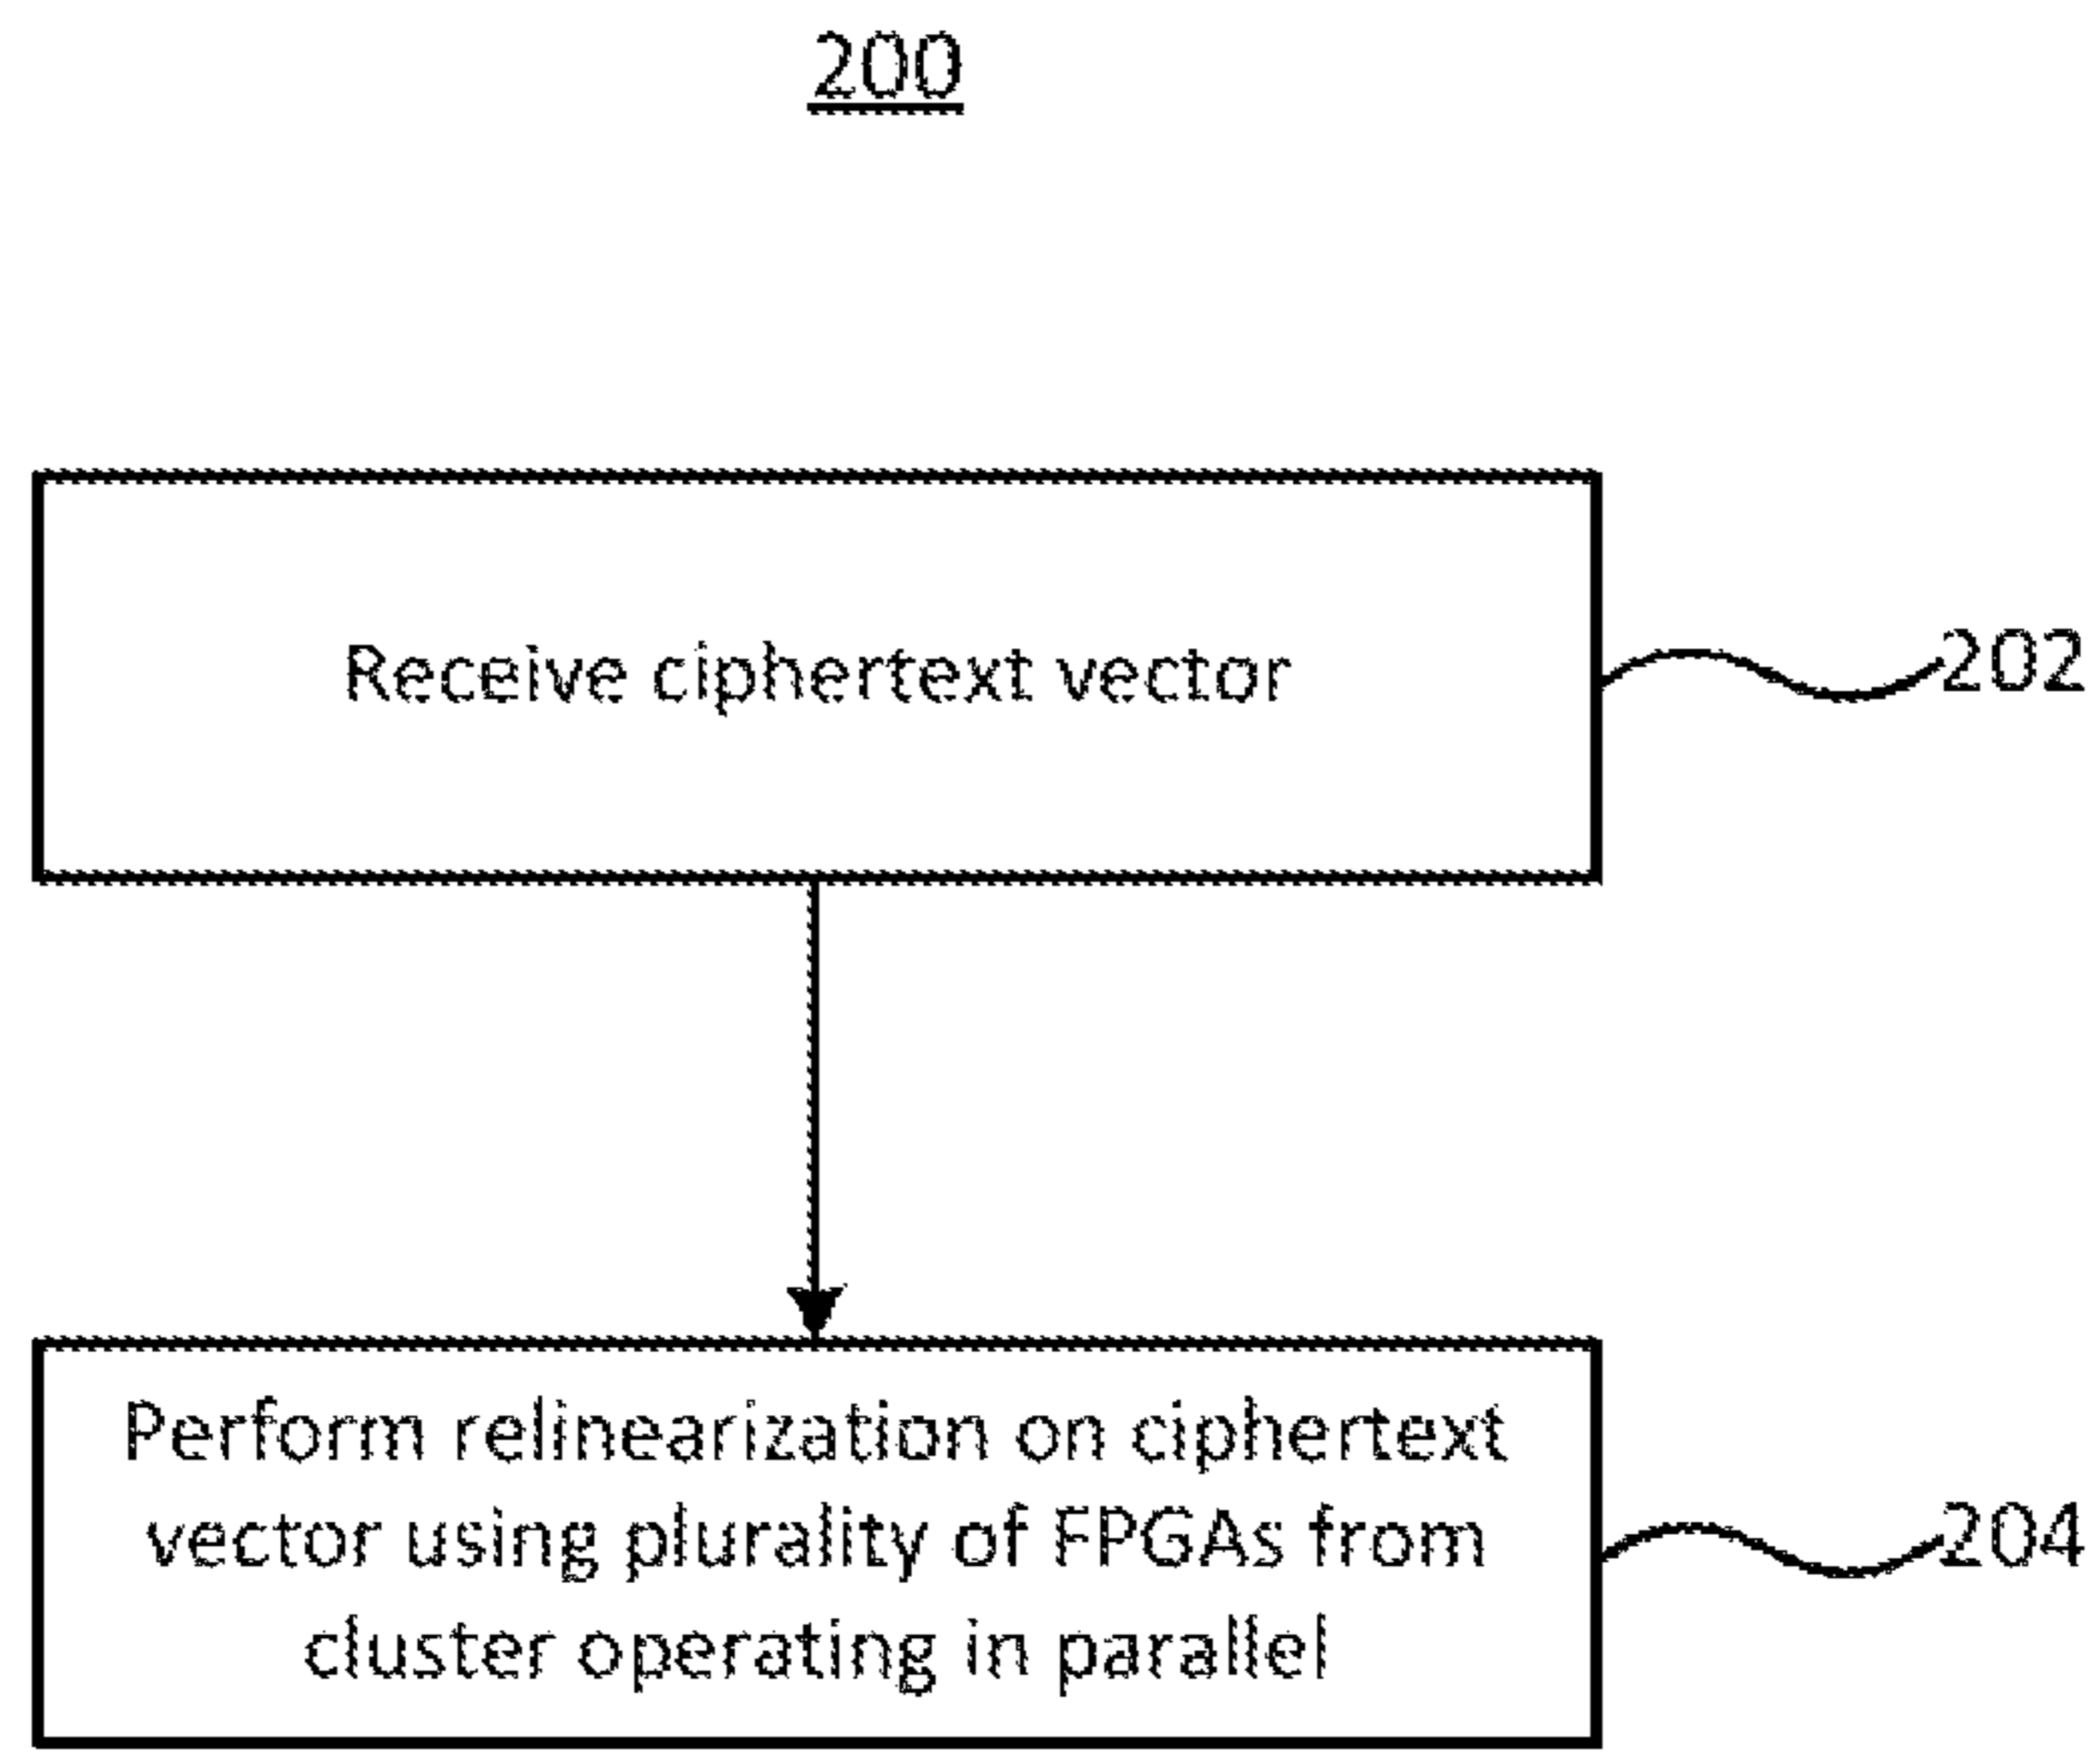 200
Receive ciphertext vector
202
Perform relinearization on ciphertext
vector using plurality of FPGAs from
cluster operating in parallel
204